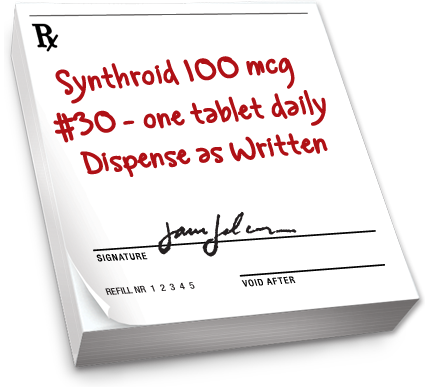 ℞
Synthroid 100 mcg
#30 - one tablet daily
Dispense as Written
SIGNATURE
REFILL NR 1 2 3 4 5
VOID AFTER